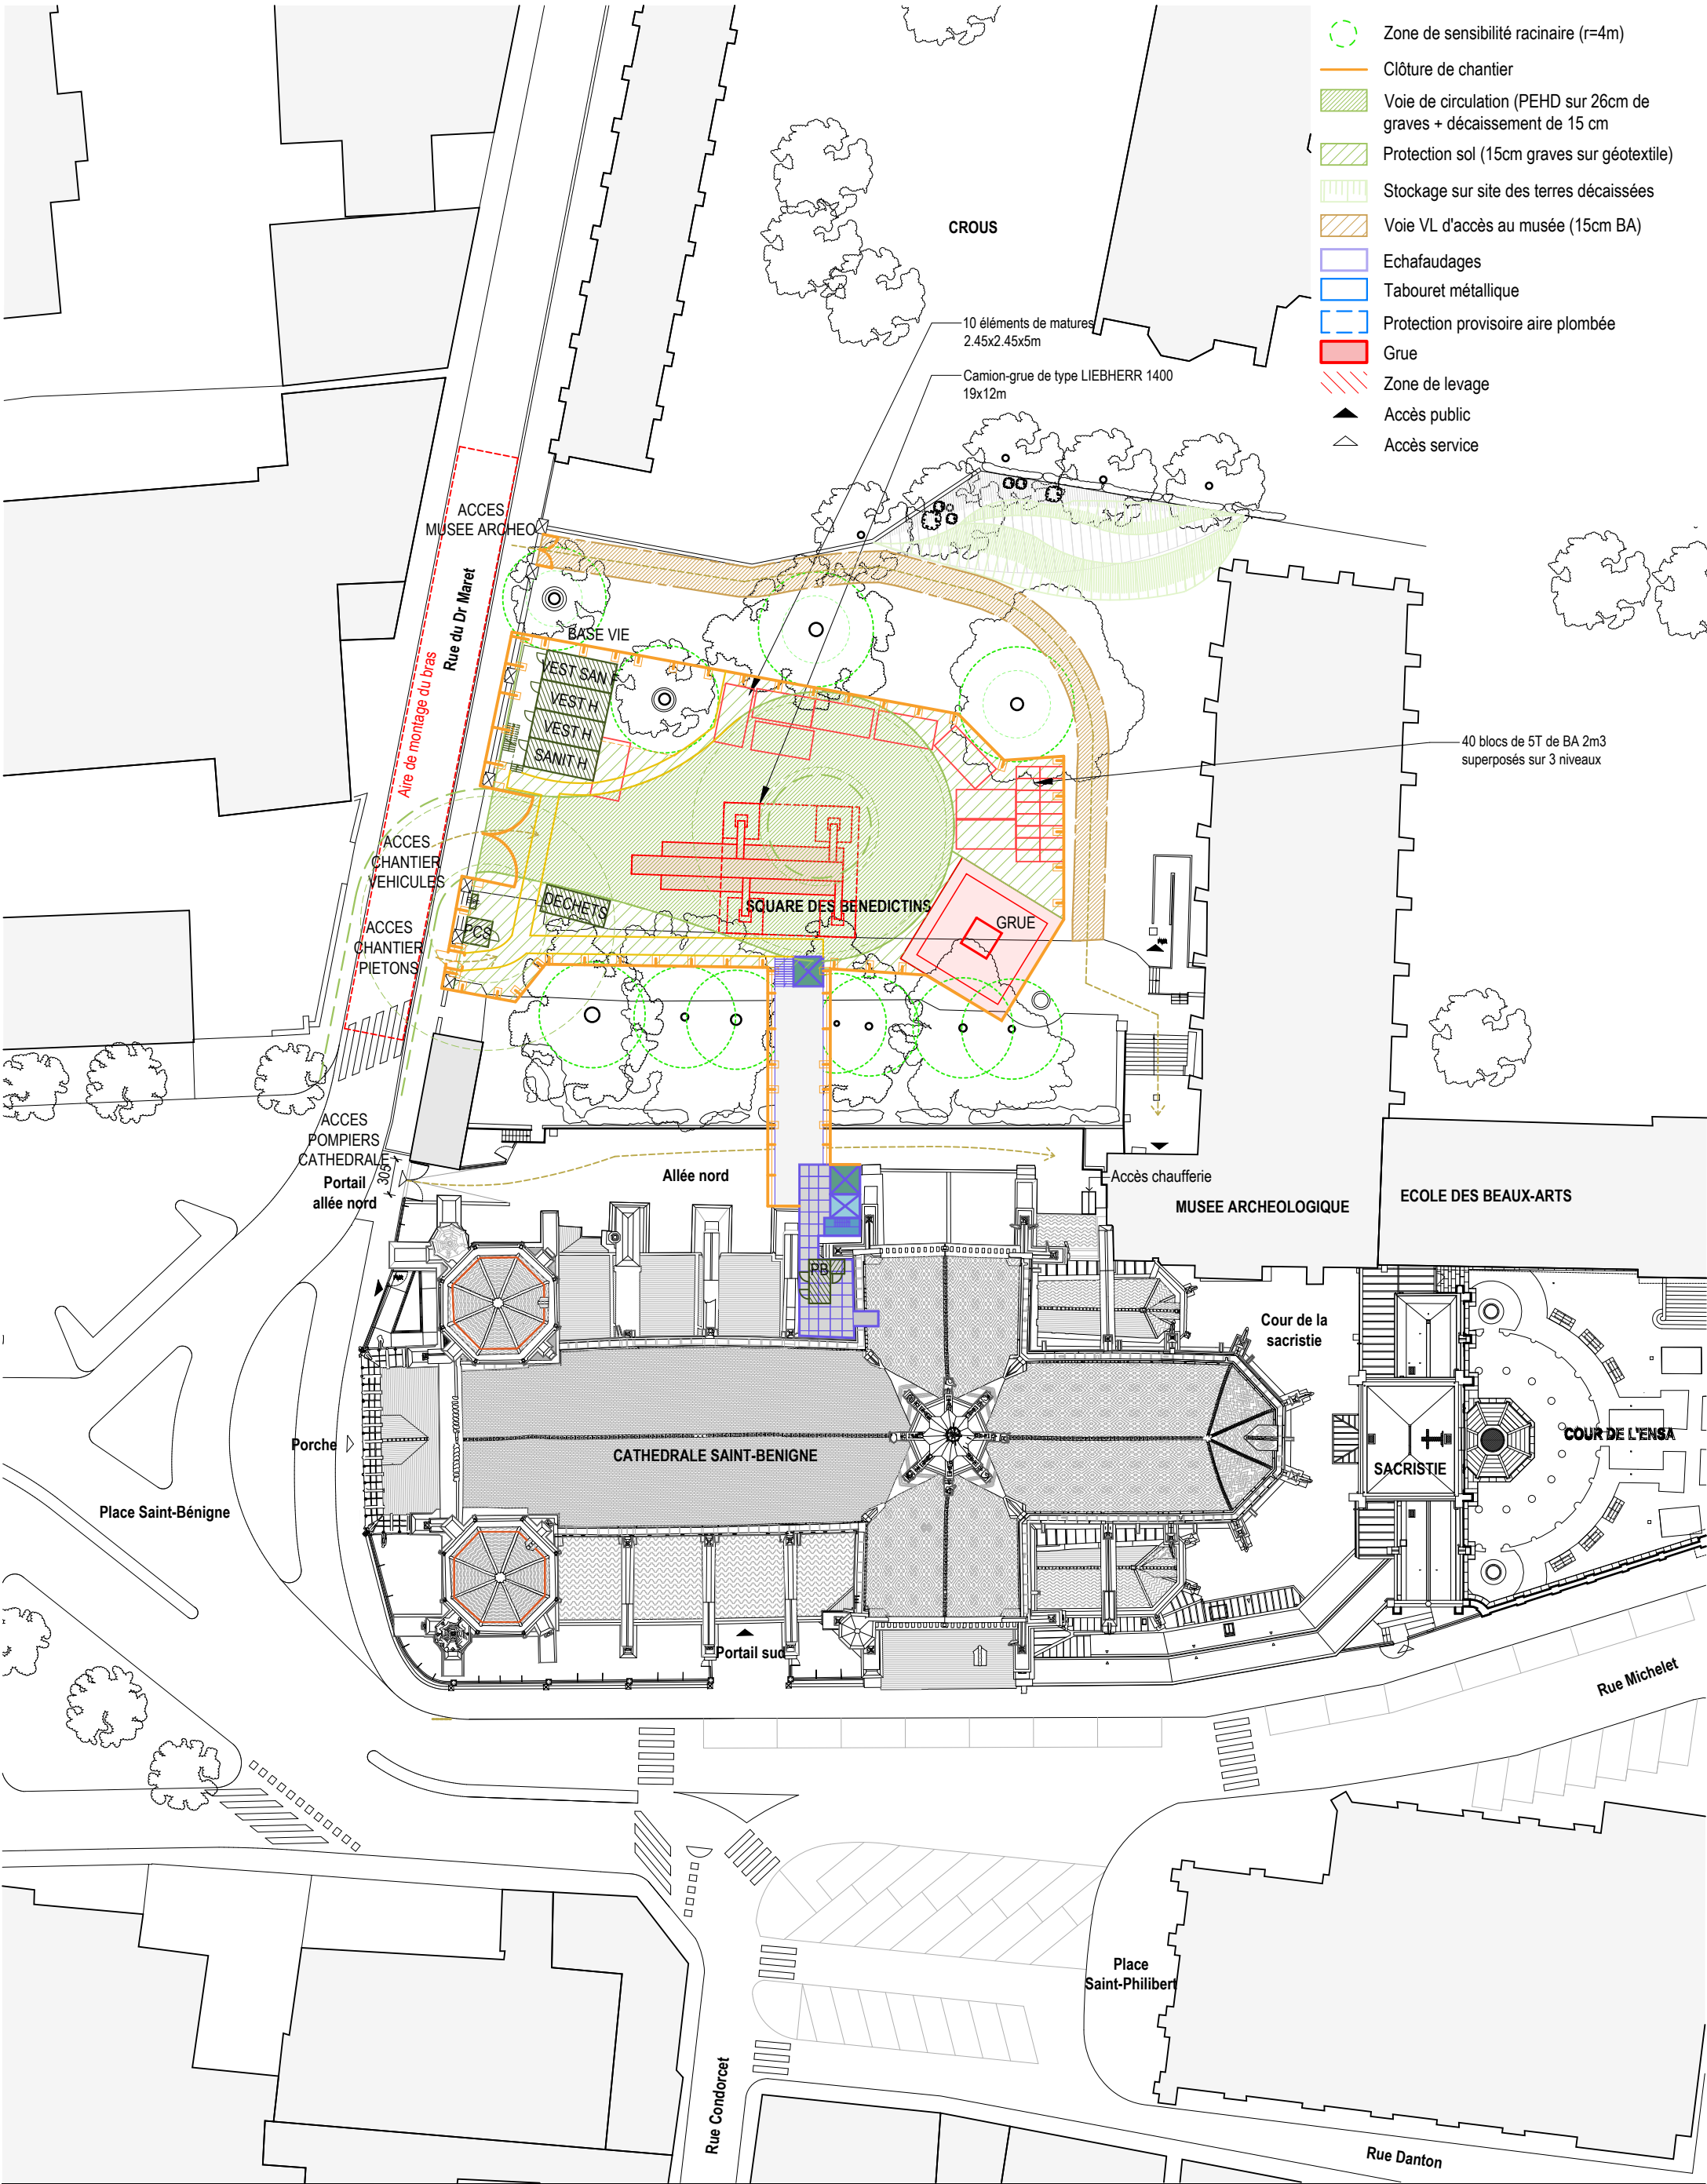 Zone de sensibilité racinaire (r=4m)
Clôture de chantier
Voie de circulation (PEHD sur 26cm de
graves + décaissement de 15 cm
Protection sol (15cm graves sur géotextile)
Stockage sur site des terres décaissées
Voie VL d'accès au musée (15cm BA)
Echafaudages
Tabouret métallique
Protection provisoire aire plombée
Grue
Zone de levage
Accès public
Accès service
CROUS
10 éléments de matures
2.45x2.45x5m
Camion-grue de type LIEBHERR 1400
19x12m
ACCES
MUSEE ARCHEO
Rue du Dr Maret
Aire de montage du bras
BASE VIE
VEST SAN F
VEST H
VEST H
SANIT H
40 blocs de 5T de BA 2m3
superposés sur 3 niveaux
ACCES
CHANTIER
VEHICULES
DECHETS
SQUARE DES BENEDICTINS
GRUE
PCS
ACCES
CHANTIER
PIETONS
ACCES
POMPIERS
CATHEDRALE
305
Portail
allée nord
Allée nord
Accès chaufferie
MUSEE ARCHEOLOGIQUE
ECOLE DES BEAUX-ARTS
PB
Cour de la
sacristie
Porche
CATHEDRALE SAINT-BENIGNE
SACRISTIE
COUR DE L'ENSA
Place Saint-Bénigne
Portail sud
Rue Michelet
Place
Saint-Philibert
Rue Condorcet
Rue Danton